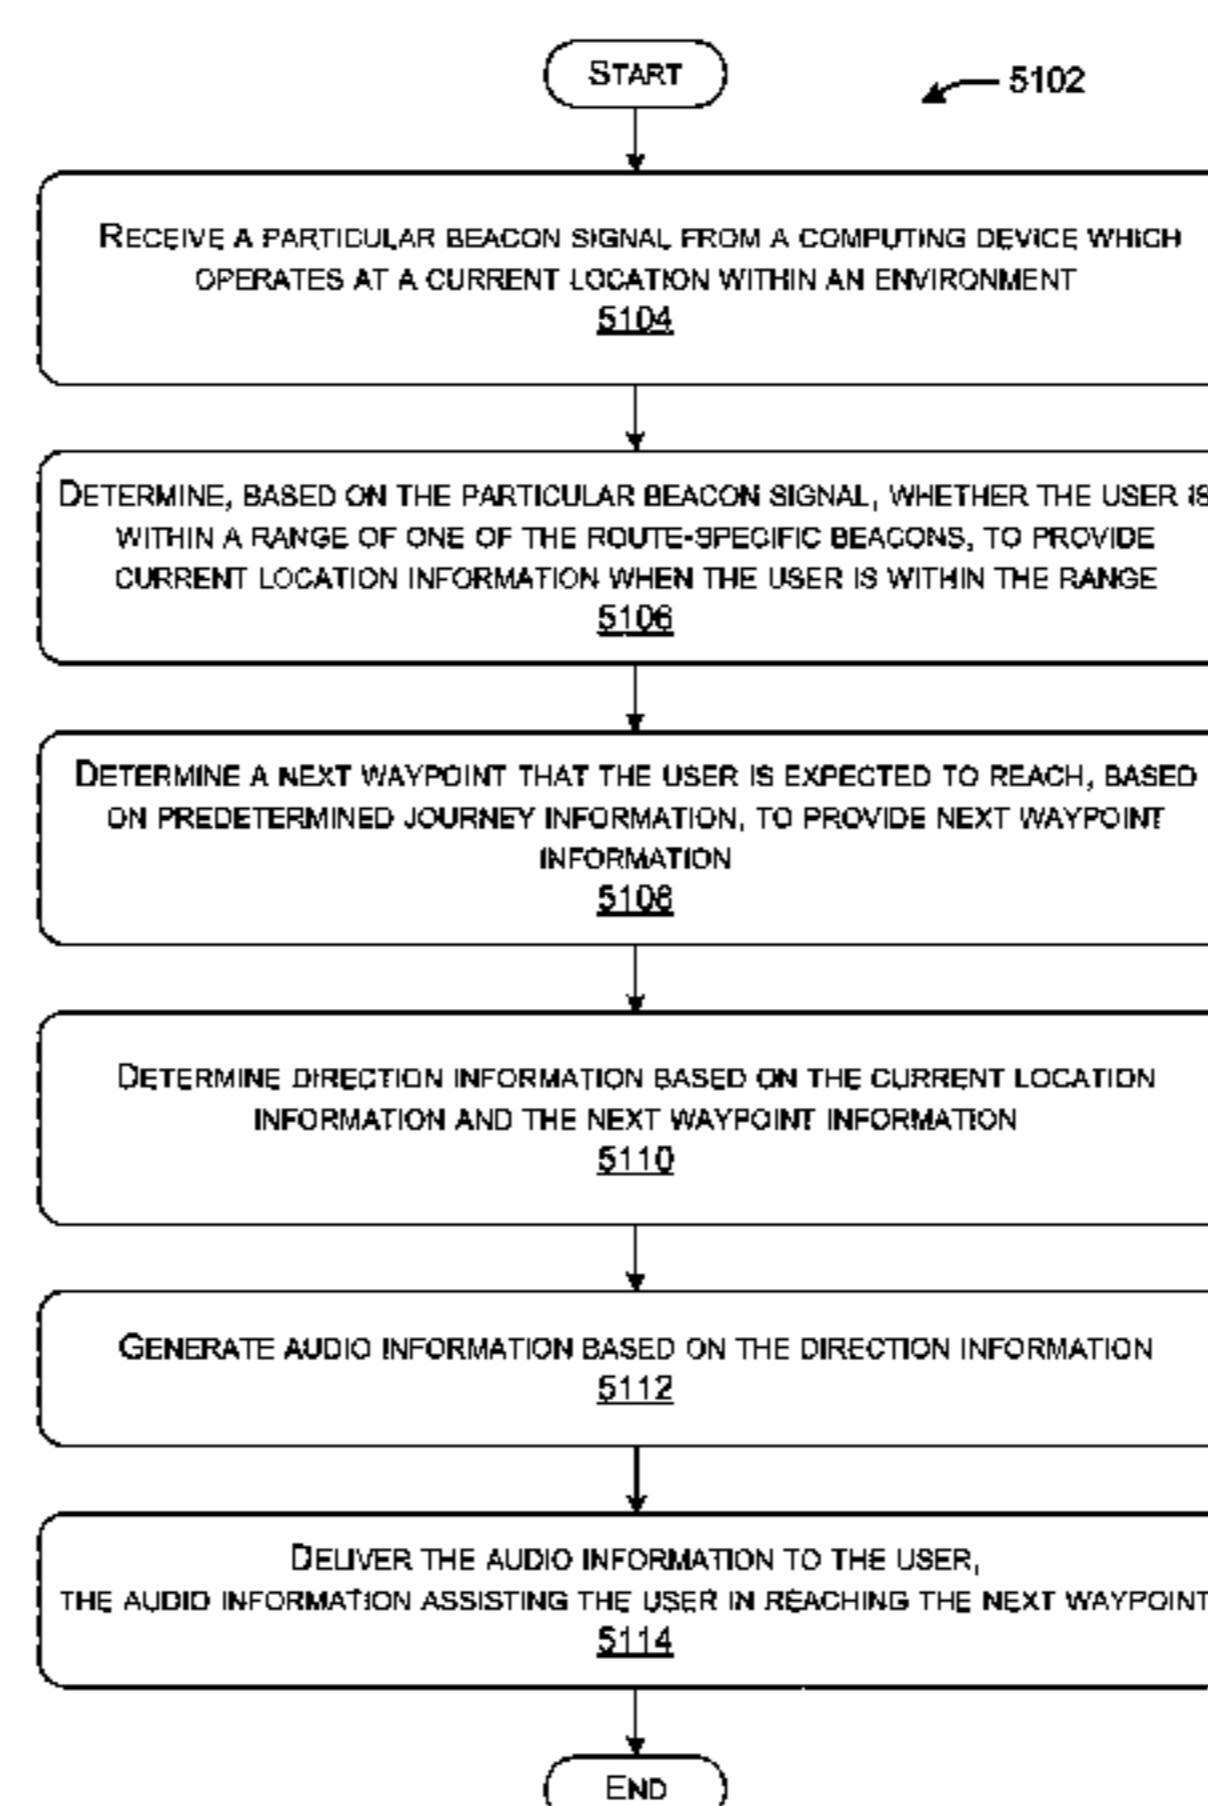 START
5102
RECEIVE A PARTICULAR BEACON SIGNAL FROM A COMPUTING DEVICE WHICH
OPERATES AT A CURRENT LOCATION WITHIN AN ENVIRONMENT
5104
DETERMINE, BASED ON THE PARTICULAR BEACON SIGNAL, WHETHER THE USER IS
WITHIN A RANGE OF ONE OF THE ROUTE-SPECIFIC BEACONS, TO PROVIDE
CURRENT LOCATION INFORMATION WHEN THE USER IS WITHIN THE RANGE
5106
DETERMINE A NEXT WAYPOINT THAT THE USER IS EXPECTED TO REACH, BASED
ON PREDETERMINED JOURNEY INFORMATION, TO PROVIDE NEXT WAYPOINT
INFORMATION
5108
DETERMINE DIRECTION INFORMATION BASED ON THE CURRENT LOCATION
INFORMATION AND THE NEXT WAYPOINT INFORMATION
5110
GENERATE AUDIO INFORMATION BASED ON THE DIRECTION INFORMATION
5112
DELIVER THE AUDIO INFORMATION TO THE USER,
THE AUDIO INFORMATION ASSISTING THE USER IN REACHING THE NEXT WAYPOINT
5114
END